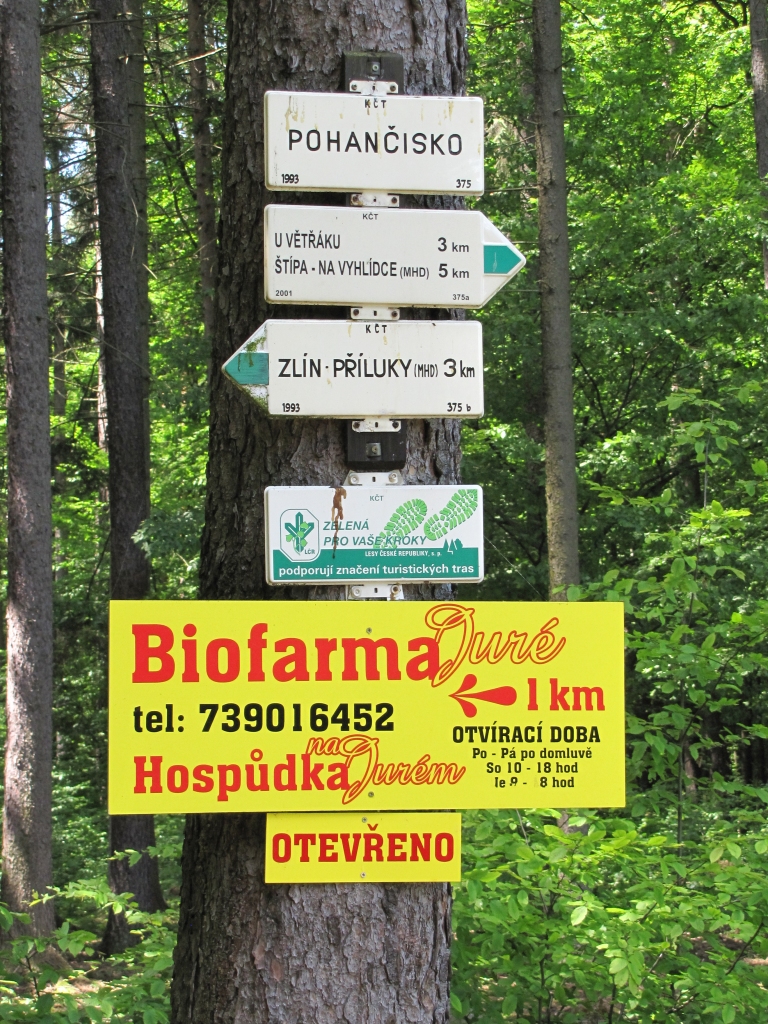 KČT
POHANČISKO
1993 375
KČT
U VĚTŘÁKU 3 km
ŠTÍPA - NA VYHLÍDCE (MHD) 5 km
2001 375a
KČT
ZLÍN - PŘÍLUKY (MHD) 3 km
1993 375 b
KČT
ZELENÁ
PRO VAŠE KROKY
LČR
LESY ČESKÉ REPUBLIKY, s. p.
podporují značení turistických tras
Biofarma Juré
1 km
tel: 739016452
OTVÍRACÍ DOBA
Po - Pá po domluvě
So 10 - 18 hod
Hospůdka na Jurém
hod
OTEVŘENO